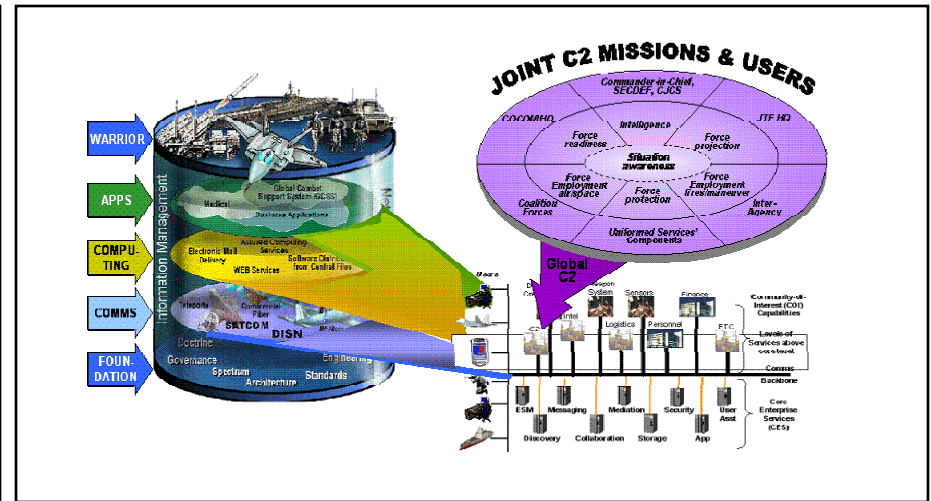 JOINT C2 MISSIONS & USERS
Commander-in-Chief,
SECDEF, CJCS
COCOMHQ
JTF HQ
Intelligence
Force
readiness
Force
projection
Situation
awareness
Force
Employment
air/space
Force
protection
Force
Employment
fires/maneuver
Coalition
Forces
Inter-
Agency
Uniformed Services'
Components
Global
C2
WARRIOR
APPS
COMPU-
TING
COMMS
FOUN-
DATION
Information Management
Global Combat
Support System (GCSS)
Medical
Business Applications
Assured Computing
Services
Electronic Mail
Delivery
from Central Files
WEB Services
Teleports
Commercial
Fiber
SATCOM
DISN
Doctrine
Governance
Engineering
Spectrum
Standards
Architecture
Users
System
Sensors
Finance
Intel
Logistics
Personnel
ETC
Community-of-
Interest (COI)
Capabilities
Levels of
Services above
core level
Comms
Backbone
ESM
Messaging
Mediation
Security
User
Asst
Discovery
Collaboration
Storage
App
Core
Enterprise
Services
(CES)